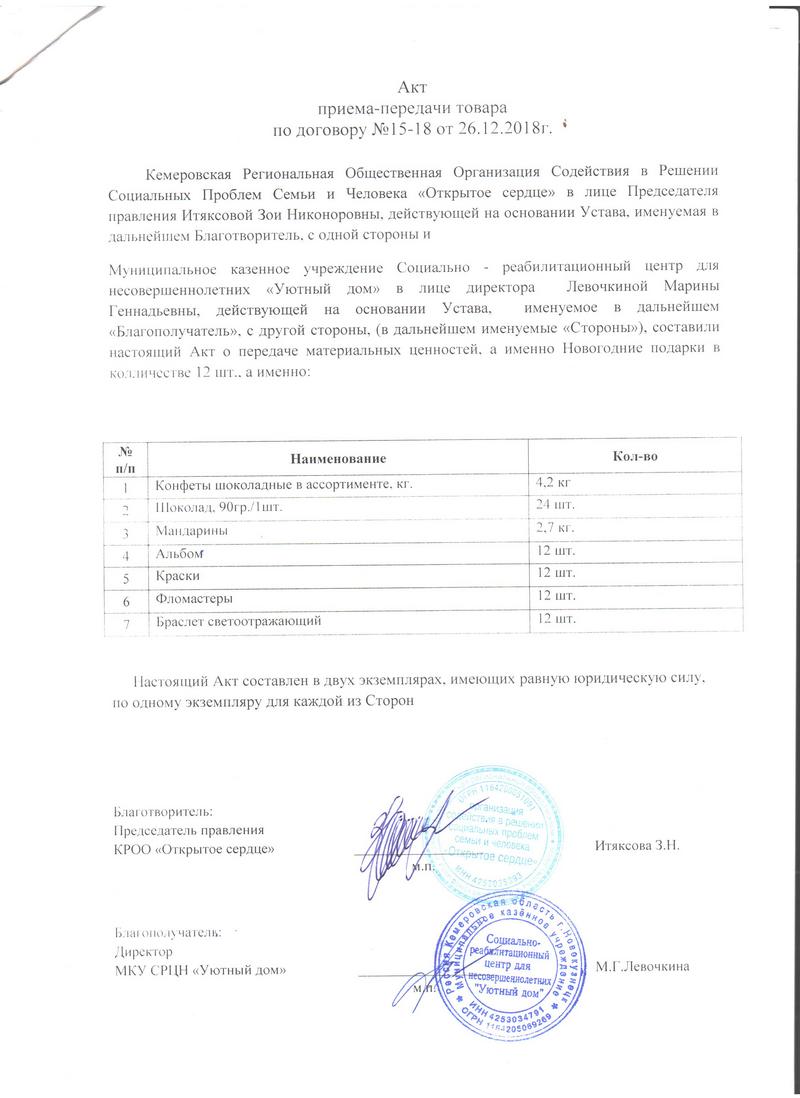 Акт
приема-передачи товара
по договору №15-18 от 26.12.2018г.
Кемеровская Региональная Общественная Организация Содействия в Решении
Социальных Проблем Семьи и Человека «Открытое сердце» в лице Председателя
правления Итяксовой Зои Никоноровны, действующей на основании Устава, именуемая в
дальнейшем Благотворитель, с одной стороны и
Муниципальное казенное учреждение Социально - реабилитационный центр для
несовершеннолетних «Уютный дом» в лице директора Левочкиной Марины
Геннадьевны, действующей на основании Устава, именуемое в дальнейшем
«Благополучатель», с другой стороны, (в дальнейшем именуемые «Стороны»), составили
настоящий Акт о передаче материальных ценностей, а именно Новогодние подарки в
колличестве 12 шт., а именно:
№ п/п Наименование Кол-во
1 Конфеты шоколадные в ассортименте, кг. 4,2 кг
2 Шоколад, 90гр./1шт. 24 шт.
3 Мандарины 2,7 кг.
4 Альбом 12 шт.
5 Краски 12 шт.
6 Фломастеры 12 шт.
7 Браслет светоотражающий 12 шт.
Настоящий Акт составлен в двух экземплярах, имеющих равную юридическую силу,
по одному экземпляру для каждой из Сторон
Благотворитель:
Председатель правления
КРОО «Открытое сердце» Итяксова З.Н.
м.п.
организация
содействия в решении
социальных проблем
семьи и человека
«Открытое сердце»
Благополучатель:
Директор
МКУ СРЦН «Уютный дом» М.Г.Левочкина
м.п.
Россия Кемеровская область г.Новокузнецк
Муниципальное казённое учреждение
Социально-
реабилитационный
центр для
несовершеннолетних
"Уютный дом"
ИНН 4253034791
ОГРН 1164205069269